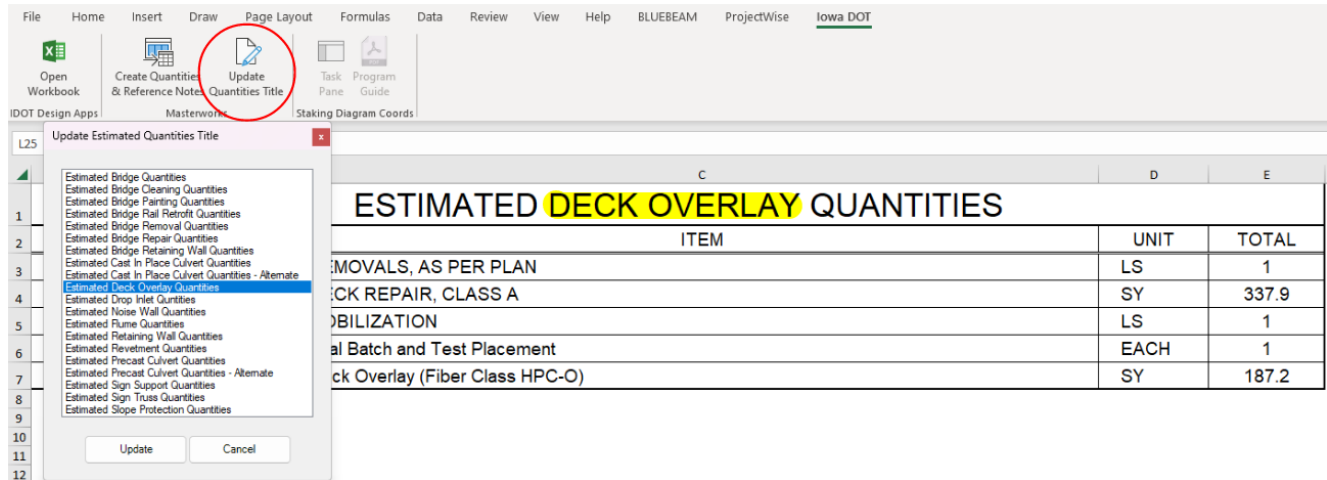 File Home Insert Draw Page Layout Formulas Data Review View Help BLUEBEAM ProjectWise Iowa DOT
Open Workbook
Create Quantities & Reference Notes
Update Quantities Title
Task Pane
Program Guide
IDOT Design Apps Masterworks Staking Diagram Coords
L25
Update Estimated Quantities Title
x
Estimated Bridge Quantities
Estimated Bridge Cleaning Quantities
Estimated Bridge Painting Quantities
Estimated Bridge Rail Retrofit Quantities
Estimated Bridge Removal Quantities
Estimated Bridge Repair Quantities
Estimated Bridge Retaining Wall Quantities
Estimated Cast In Place Culvert Quantities
Estimated Cast In Place Culvert Quantities - Alternate
Estimated Deck Overlay Quantities
Estimated Drop Inlet Quntities
Estimated Noise Wall Quantities
Estimated Flume Quantities
Estimated Retaining Wall Quantities
Estimated Revetment Quantities
Estimated Precast Culvert Quantities
Estimated Precast Culvert Quantities - Alternate
Estimated Sign Support Quantities
Estimated Sign Truss Quantities
Estimated Slope Protection Quantities
Update Cancel
C D E
1 ESTIMATED DECK OVERLAY QUANTITIES
2 ITEM UNIT TOTAL
3 EMOVALS, AS PER PLAN LS 1
4 CK REPAIR, CLASS A SY 337.9
5 OBILIZATION LS 1
6 al Batch and Test Placement EACH 1
7 ck Overlay (Fiber Class HPC-O) SY 187.2
8
9
10
11
12